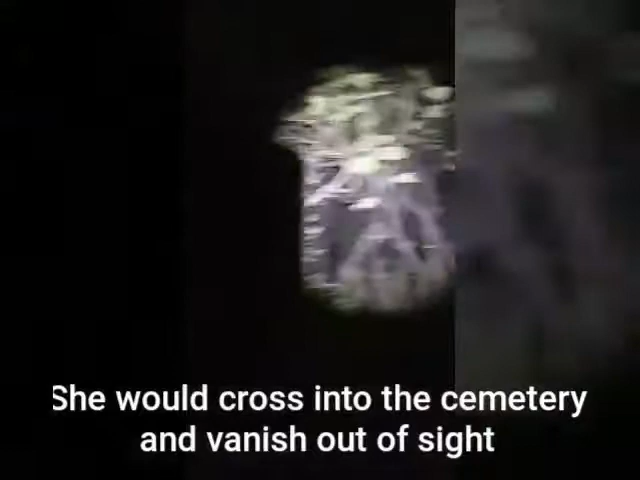 She would cross into the cemetery
and vanish out of sight